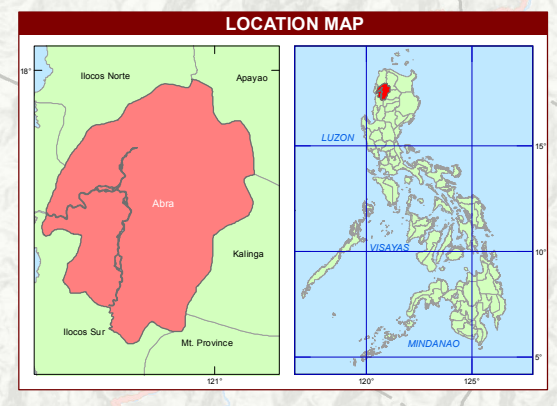 LOCATION MAP
18°
Ilocos Norte
Apayao
Abra
Kalinga
Ilocos Sur
Mt. Province
121°
LUZON
15°
VISAYAS
10°
MINDANAO
5°
120°
125°